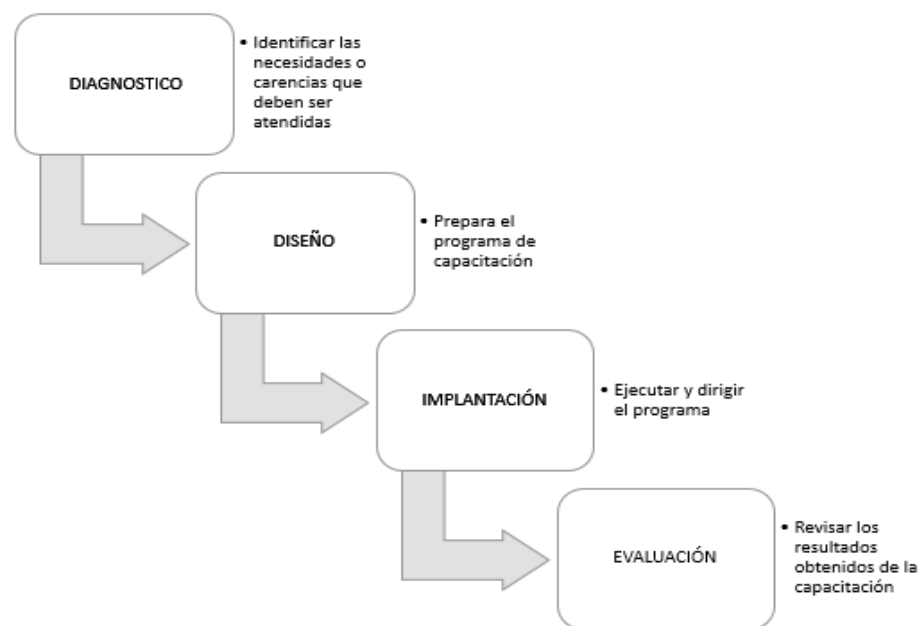 DIAGNOSTICO
• Identificar las
necesidades o
carencias que
deben ser
atendidas
DISEÑO
• Prepara el
programa de
capacitación
IMPLANTACIÓN
• Ejecutar y dirigir
el programa
EVALUACIÓN
• Revisar los
resultados
obtenidos de la
capacitación